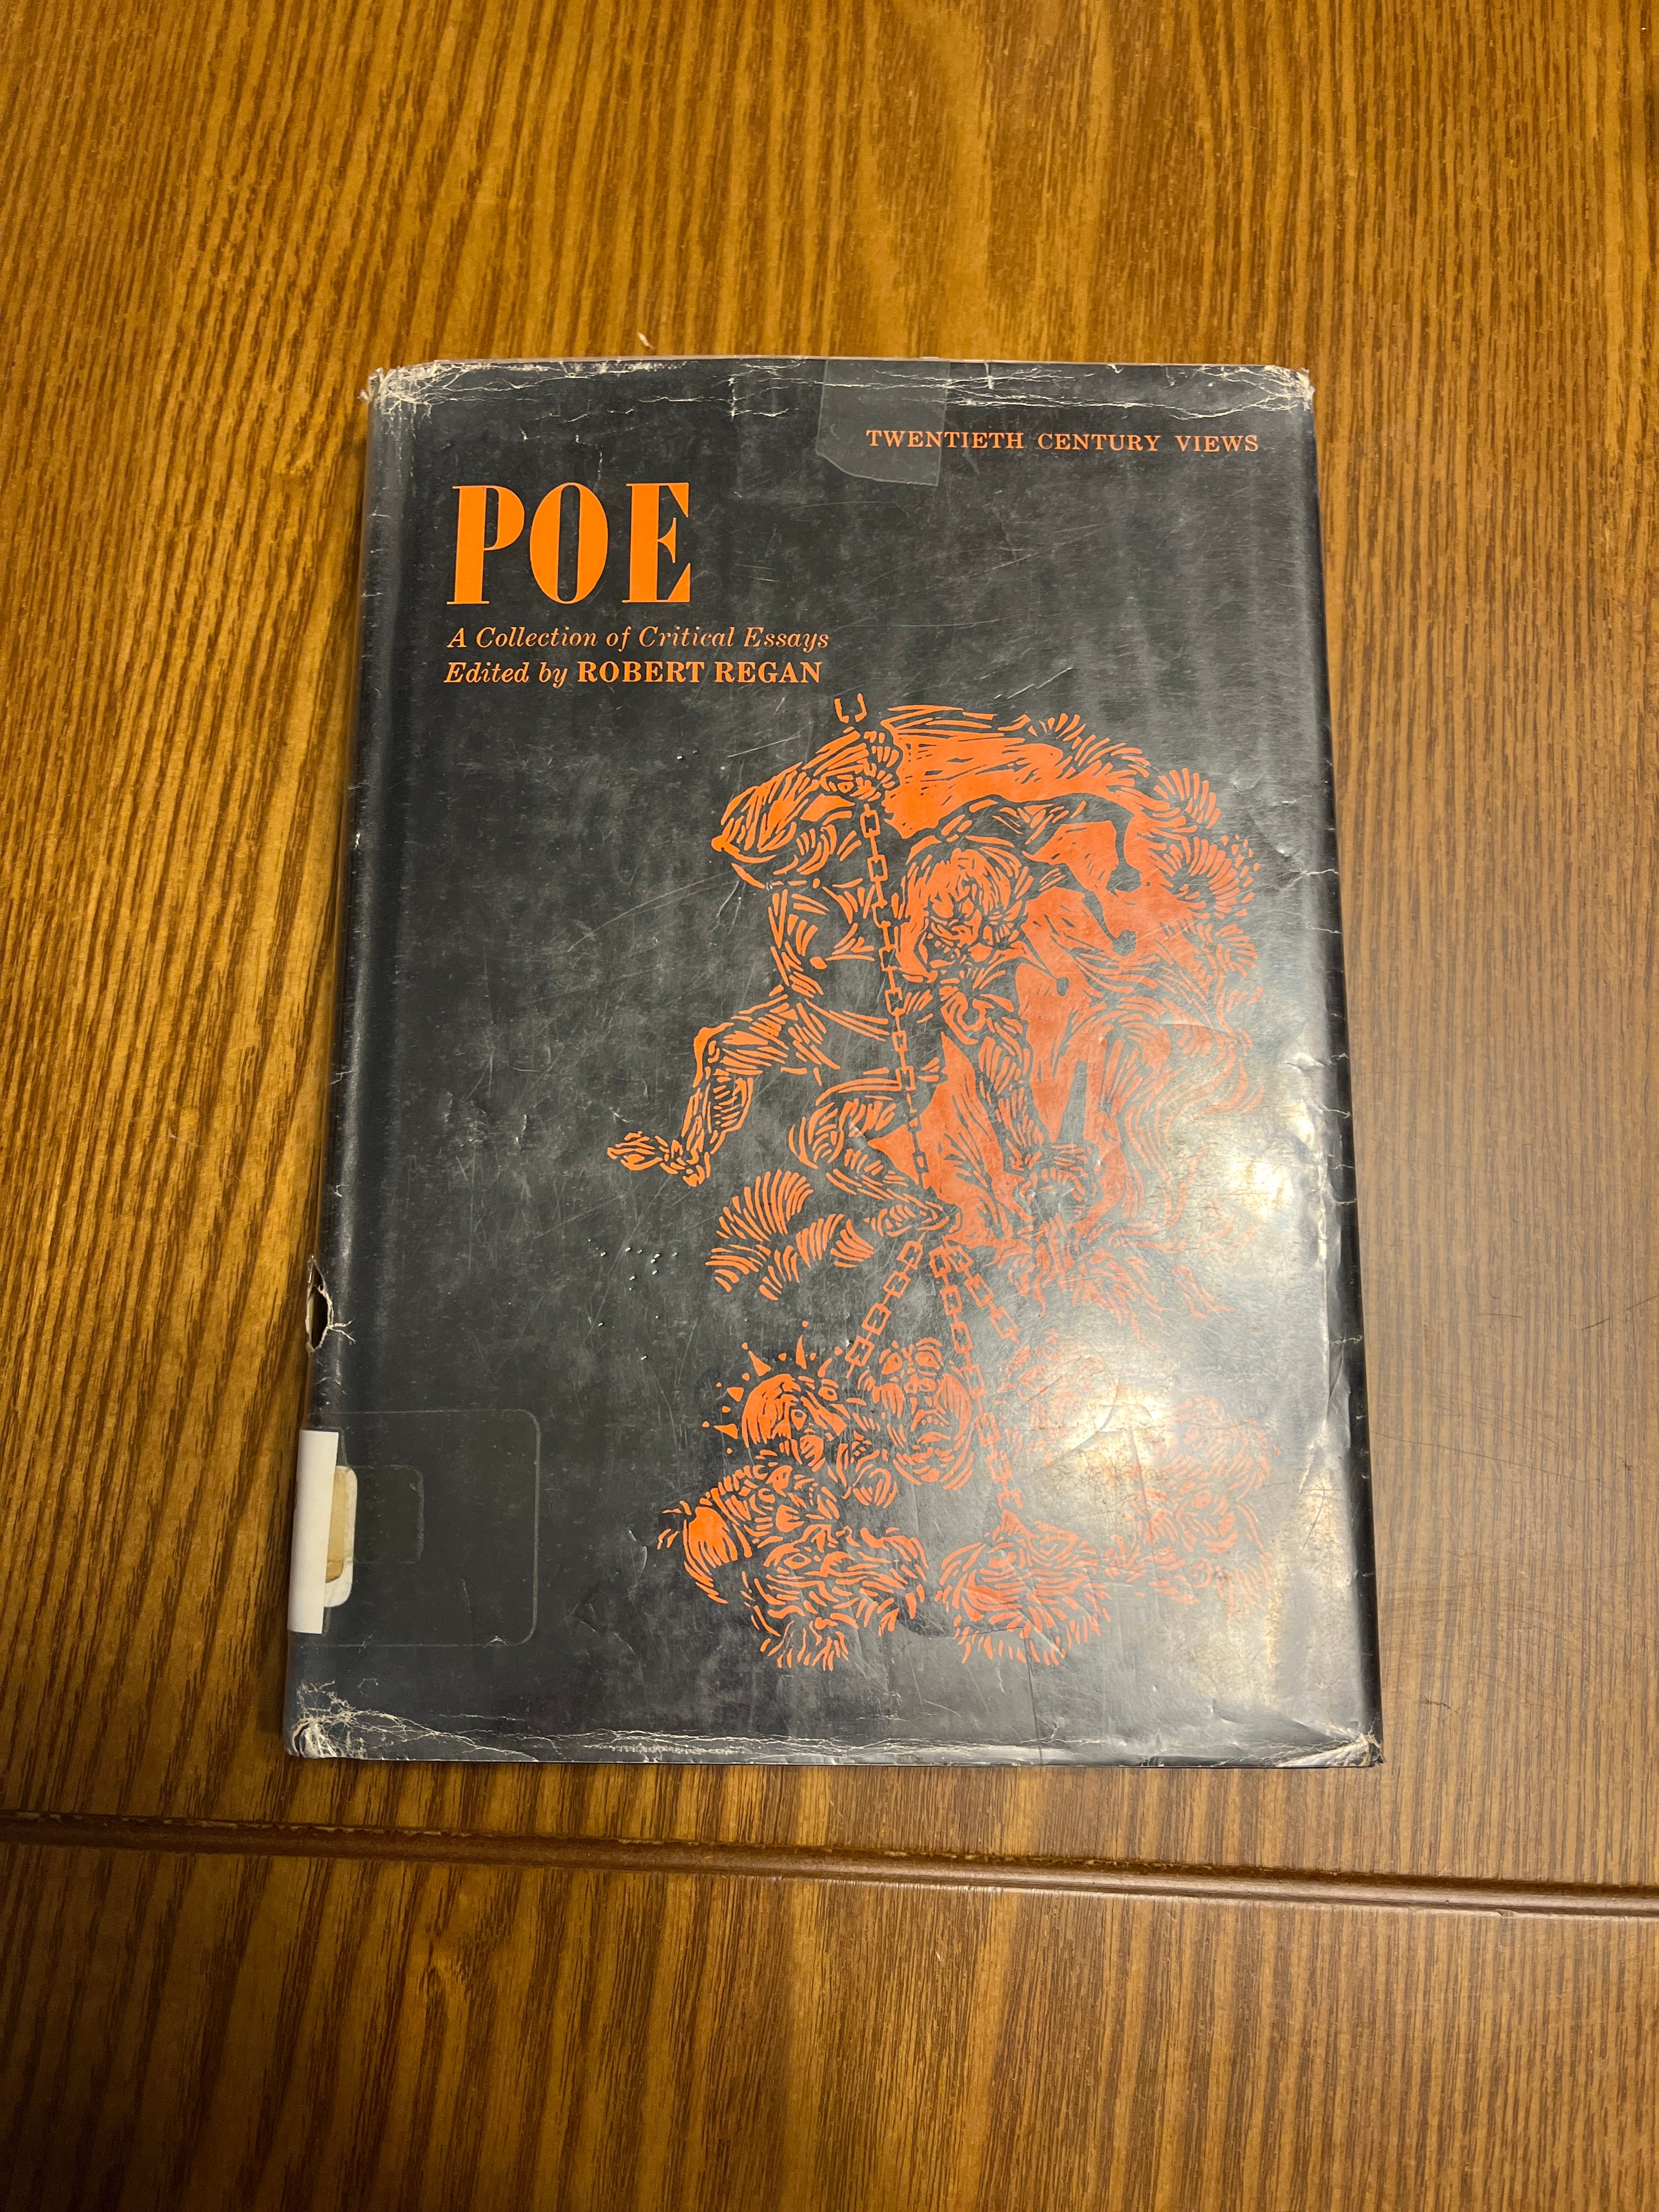 TWENTIETH CENTURY VIEWS
POE
A Collection of Critical Essays
Edited by ROBERT REGAN